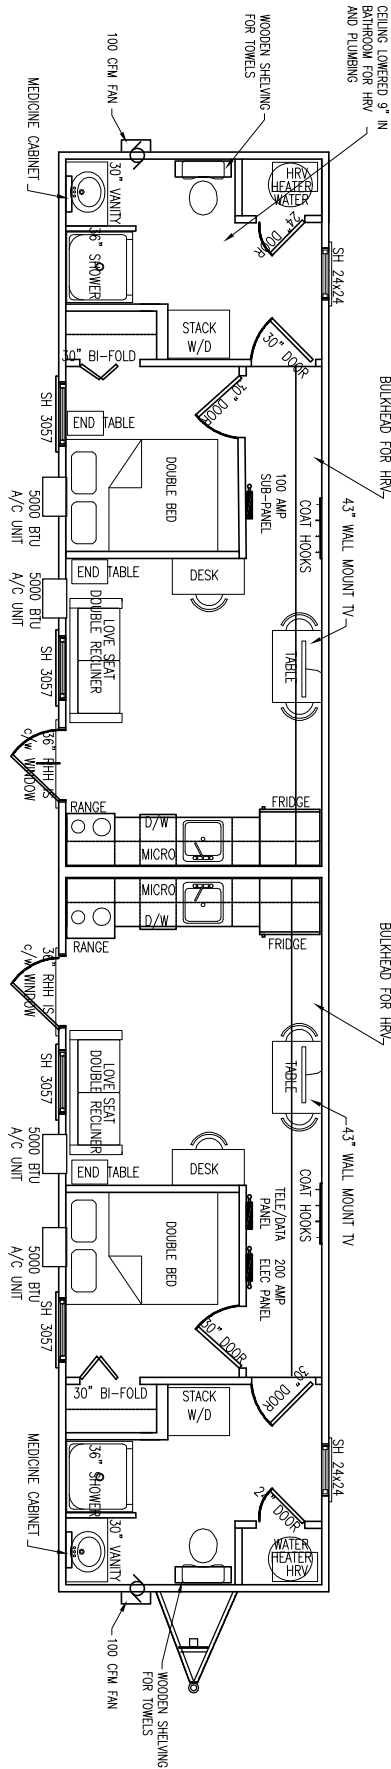 CEILING LOWERED 9" IN
BATHROOM FOR HRV
AND PLUMBING
WOODEN SHELVING
FOR TOWELS
100 CFM FAN
MEDICINE CABINET
30" VANITY
36" SHOWER
HRV
HEATER
WATER
24" DOOR
SH 24x24
STACK
W/D
30" DOOR
30" BI-FOLD
30" DOOR
END TABLE
SH 3057
DOUBLE BED
5000 BTU
A/C UNIT
100 AMP
SUB-PANEL
BULKHEAD FOR HRV
COAT HOOKS
43" WALL MOUNT TV
5000 BTU
A/C UNIT
END TABLE
DESK
LOVE SEAT
DOUBLE RECLINER
SH 3057
TABLE
36" RHH IS
c/w WINDOW
RANGE
D/W
MICRO
FRIDGE
MICRO
D/W
RANGE
FRIDGE
BULKHEAD FOR HRV
36" RHH IS
c/w WINDOW
SH 3057
LOVE SEAT
DOUBLE RECLINER
TABLE
43" WALL MOUNT TV
5000 BTU
A/C UNIT
END TABLE
DESK
COAT HOOKS
TELE/DATA
PANEL
200 AMP
ELEC PANEL
DOUBLE BED
5000 BTU
A/C UNIT
SH 3057
30" DOOR
30" BI-FOLD
30" DOOR
STACK
W/D
SH 24x24
24" DOOR
36" SHOWER
30" VANITY
MEDICINE CABINET
WATER
HEATER
HRV
100 CFM FAN
WOODEN SHELVING
FOR TOWELS